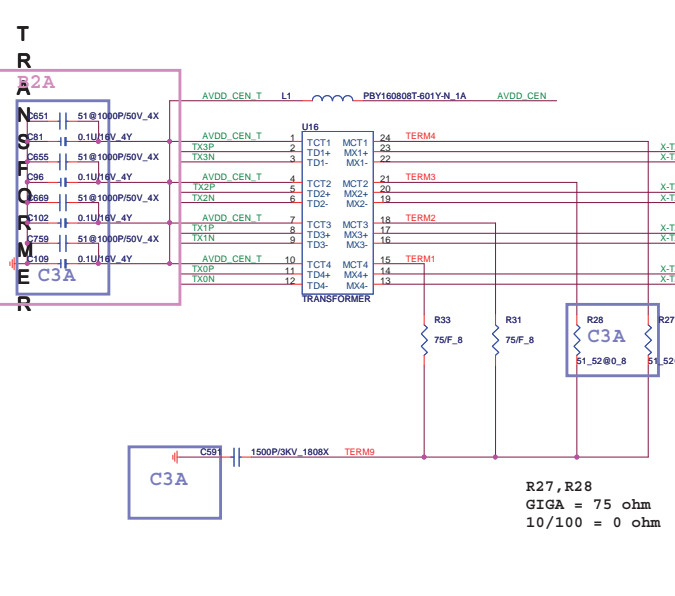 TRANSFORMER
B2A
AVDD_CEN_T L1 PBY160808T-601Y-N_1A AVDD_CEN
C651 51@1000P/50V_4X
C81 0.1U/16V_4Y
C655 51@1000P/50V_4X
C96 0.1U/16V_4Y
C669 51@1000P/50V_4X
C102 0.1U/16V_4Y
C759 51@1000P/50V_4X
C109 0.1U/16V_4Y
C3A
U16
AVDD_CEN_T 1 TCT1 MCT1 24 TERM4
TX3P 2 TD1+ MX1+ 23 X-T
TX3N 3 TD1- MX1- 22 X-T
AVDD_CEN_T 4 TCT2 MCT2 21 TERM3
TX2P 5 TD2+ MX2+ 20 X-T
TX2N 6 TD2- MX2- 19 X-T
AVDD_CEN_T 7 TCT3 MCT3 18 TERM2
TX1P 8 TD3+ MX3+ 17 X-T
TX1N 9 TD3- MX3- 16 X-T
AVDD_CEN_T 10 TCT4 MCT4 15 TERM1
TX0P 11 TD4+ MX4+ 14 X-T
TX0N 12 TD4- MX4- 13 X-T
TRANSFORMER
R33 R31 R28 R27
75/F_8 75/F_8 C3A
51_52@0_8 51_52
C591 1500P/3KV_1808X TERM9
C3A
R27,R28
GIGA = 75 ohm
10/100 = 0 ohm